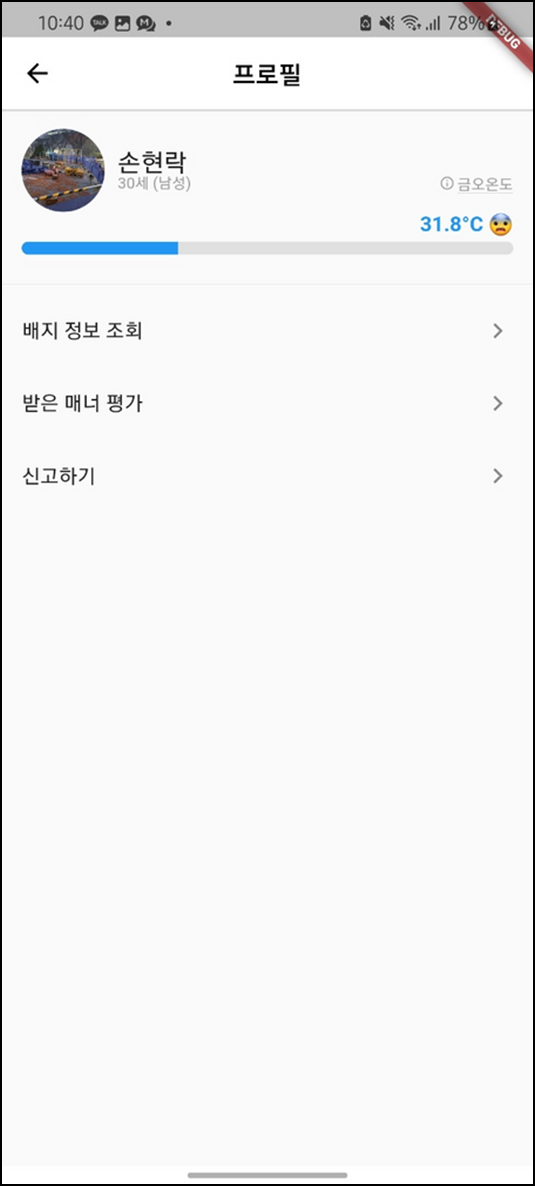 10:40 TALK M 78%
DEBUG
프로필
손현락
30세 (남성)
금오온도
31.8°C
배지 정보 조회
받은 매너 평가
신고하기